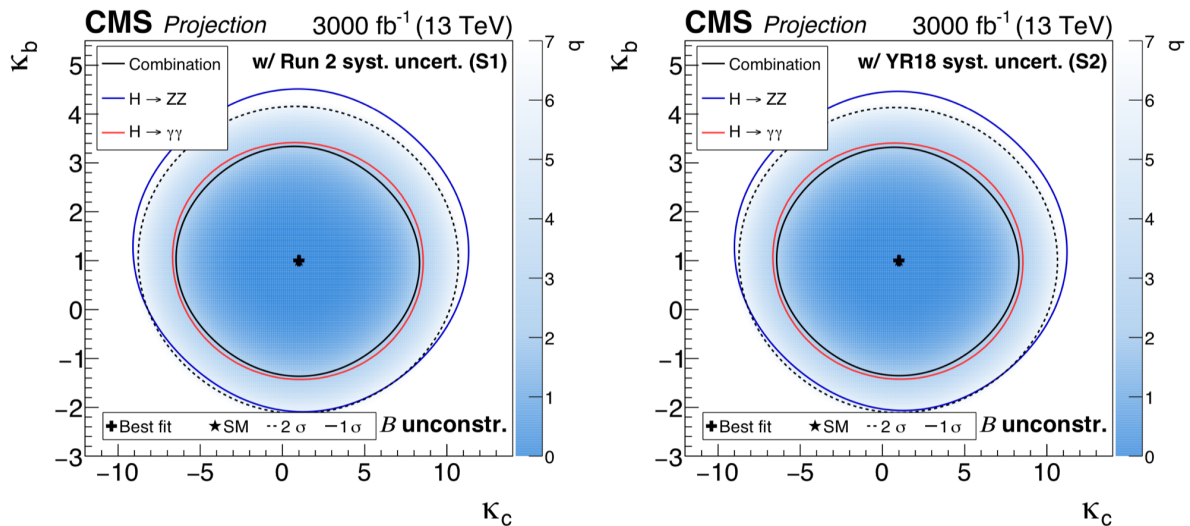 CMS Projection 3000 fb⁻¹ (13 TeV)
w/ Run 2 syst. uncert. (S1)
Combination
H → ZZ
H → γγ
κb
5
4
3
2
1
0
−1
−2
−3
Best fit SM 2 σ 1 σ
B unconstr.
−10 −5 0 5 10
κc
q
7
6
5
4
3
2
1
0
CMS Projection 3000 fb⁻¹ (13 TeV)
w/ YR18 syst. uncert. (S2)
Combination
H → ZZ
H → γγ
κb
5
4
3
2
1
0
−1
−2
−3
Best fit SM 2 σ 1 σ
B unconstr.
−10 −5 0 5 10
κc
q
7
6
5
4
3
2
1
0